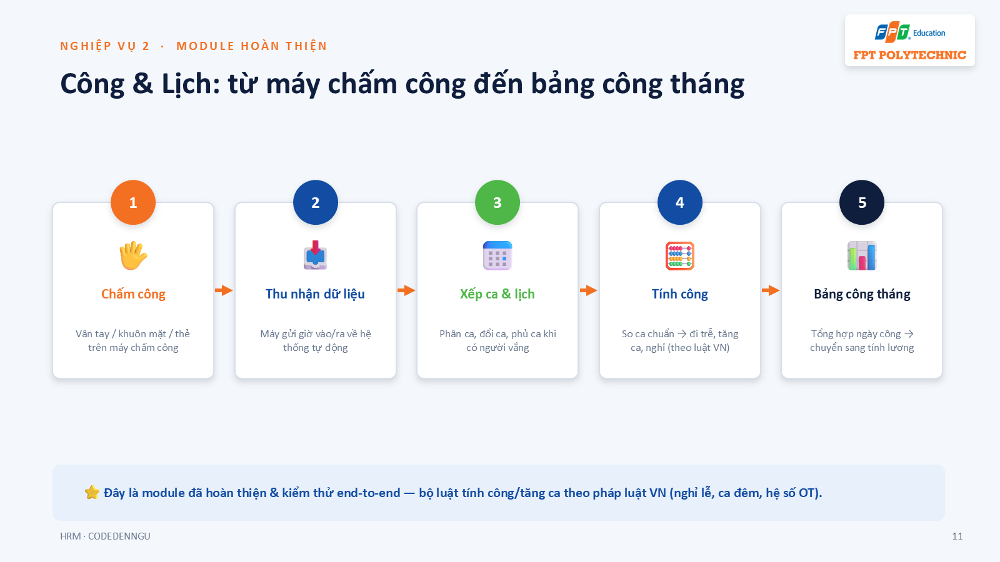 FPT Education
FPT POLYTECHNIC
NGHIỆP VỤ 2 · MODULE HOÀN THIỆN
Công & Lịch: từ máy chấm công đến bảng công tháng
1
Chấm công
Vân tay / khuôn mặt / thẻ
trên máy chấm công
2
Thu nhận dữ liệu
Máy gửi giờ vào/ra về hệ
thống tự động
3
Xếp ca & lịch
Phân ca, đổi ca, phủ ca khi
có người vắng
4
Tính công
So ca chuẩn → đi trễ, tăng
ca, nghỉ (theo luật VN)
5
Bảng công tháng
Tổng hợp ngày công →
chuyển sang tính lương
Đây là module đã hoàn thiện & kiểm thử end-to-end — bộ luật tính công/tăng ca theo pháp luật VN (nghỉ lễ, ca đêm, hệ số OT).
HRM · CODEDENNGU
11